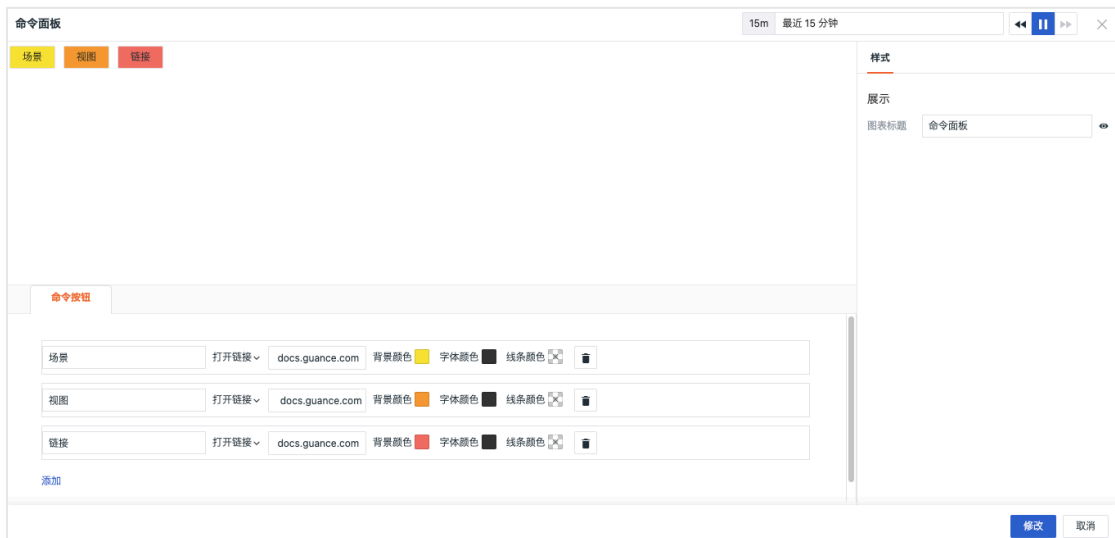 命令面板
15m 最近 15 分钟
场景 视图 链接
样式
展示
图表标题 命令面板
命令按钮
场景 打开链接 docs.guance.com 背景颜色 字体颜色 线条颜色
视图 打开链接 docs.guance.com 背景颜色 字体颜色 线条颜色
链接 打开链接 docs.guance.com 背景颜色 字体颜色 线条颜色
添加
修改 取消